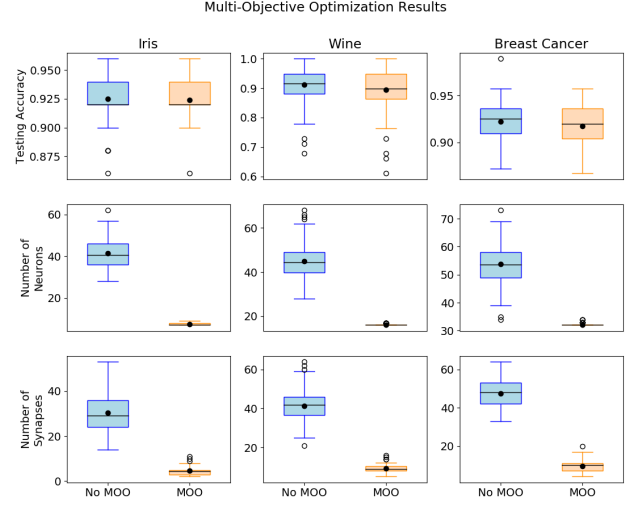 Multi-Objective Optimization Results
Iris
Wine
Breast Cancer
Testing Accuracy
0.950
0.925
0.900
0.875
1.0
0.9
0.8
0.7
0.6
0.95
0.90
Number of
Neurons
60
40
20
60
40
20
70
60
50
40
30
Number of
Synapses
40
20
0
60
40
20
60
40
20
No MOO
MOO
No MOO
MOO
No MOO
MOO